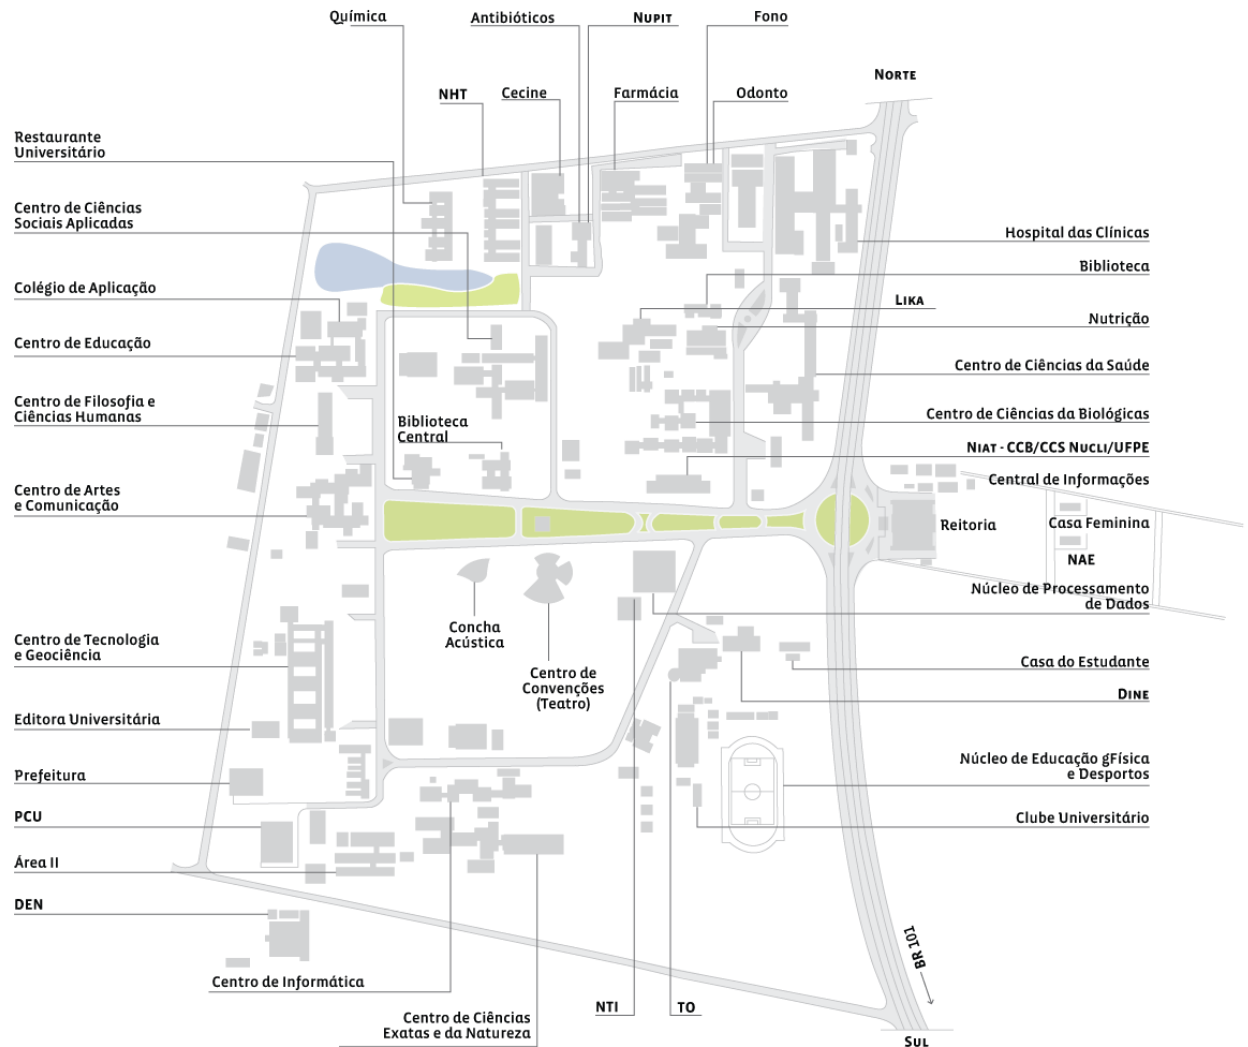 Química
Antibióticos
NUPIT
Fono
NORTE
NHT
Cecine
Farmácia
Odonto
Restaurante
Universitário
Centro de Ciências
Sociais Aplicadas
Hospital das Clínicas
Biblioteca
Colégio de Aplicação
LIKA
Nutrição
Centro de Educação
Centro de Ciências da Saúde
Centro de Filosofia e
Ciências Humanas
Biblioteca
Central
Centro de Ciências da Biológicas
NIAT - CCB/CCS NUCLI/UFPE
Central de Informações
Centro de Artes
e Comunicação
Reitoria
Casa Feminina
NAE
Núcleo de Processamento
de Dados
Concha
Acústica
Centro de Tecnologia
e Geociência
Centro de
Convenções
(Teatro)
Casa do Estudante
DINE
Editora Universitária
Núcleo de Educação gFísica
e Desportos
Prefeitura
PCU
Clube Universitário
Área II
DEN
BR 101
Centro de Informática
NTI
TO
Centro de Ciências
Exatas e da Natureza
SUL